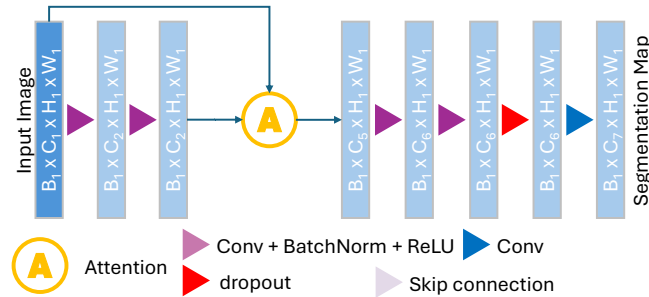 Input Image
B₁ x C₁ x H₁ x W₁
B₁ x C₂ x H₁ x W₁
B₁ x C₂ x H₁ x W₁
A
B₁ x C₅ x H₁ x W₁
B₁ x C₆ x H₁ x W₁
B₁ x C₆ x H₁ x W₁
B₁ x C₆ x H₁ x W₁
B₁ x C₇ x H₁ x W₁
Segmentation Map
A
Attention
Conv + BatchNorm + ReLU
Conv
dropout
Skip connection